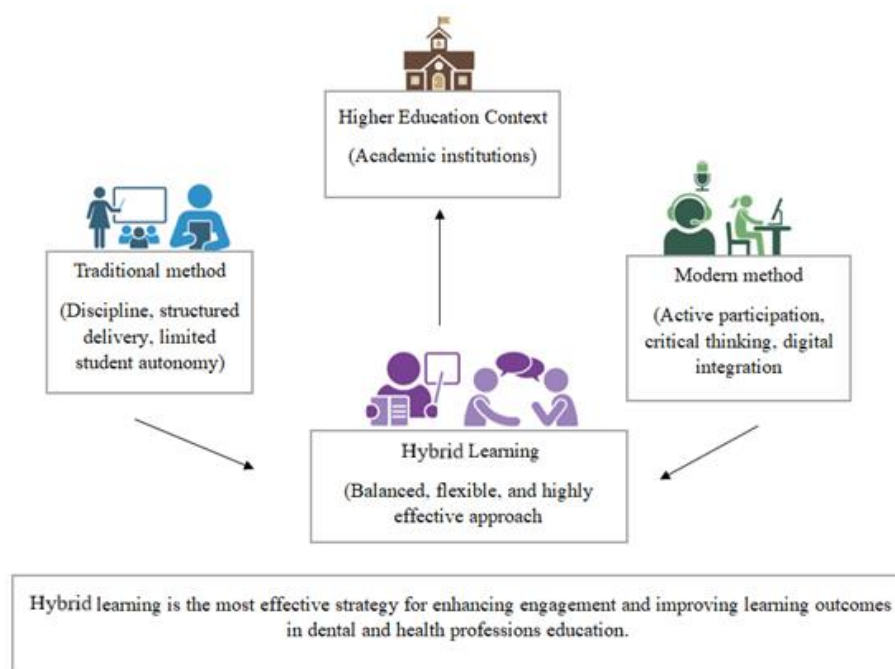 Higher Education Context
(Academic institutions)
Traditional method
(Discipline, structured
delivery, limited
student autonomy)
Modern method
(Active participation,
critical thinking, digital
integration
Hybrid Learning
(Balanced, flexible, and highly
effective approach
Hybrid learning is the most effective strategy for enhancing engagement and improving learning outcomes
in dental and health professions education.